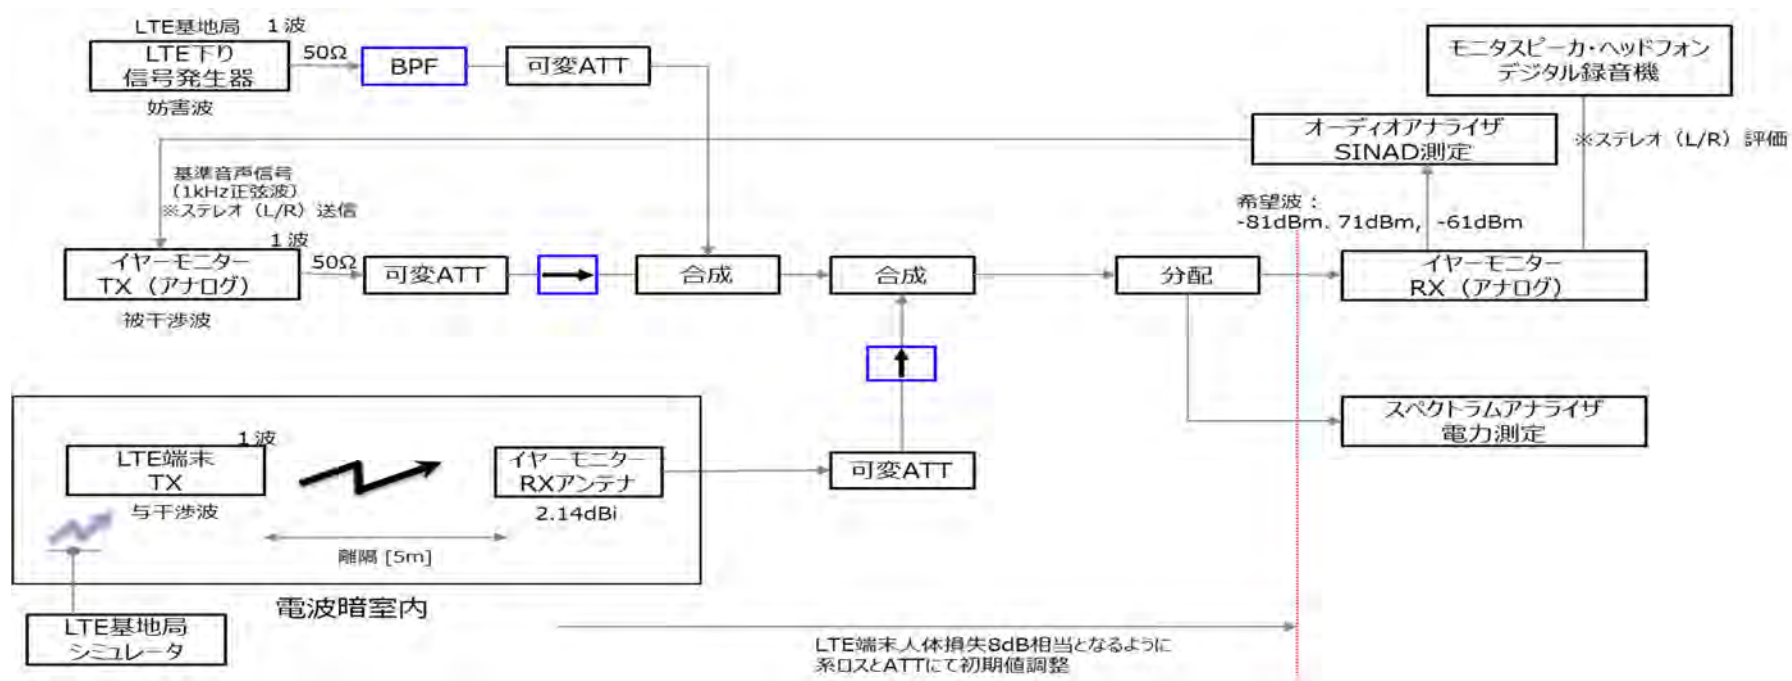 LTE基地局 1波
LTE下り
信号発生器
妨害波
50Ω
BPF
可変ATT
モニタスピーカ・ヘッドフォン
デジタル録音機
オーディオアナライザ
SINAD測定
※ステレオ（L/R）評価
基準音声信号
（1kHz正弦波）
※ステレオ（L/R）送信
1波
イヤーモニター
TX（アナログ）
被干渉波
50Ω
可変ATT
合成
合成
分配
希望波：
-81dBm. 71dBm, -61dBm
イヤーモニター
RX（アナログ）
スペクトラムアナライザ
電力測定
1波
LTE端末
TX
与干渉波
イヤーモニター
RXアンテナ
2.14dBi
離隔 [5m]
可変ATT
電波暗室内
LTE基地局
シミュレータ
LTE端末人体損失8dB相当となるように
系ロスとATTにて初期値調整